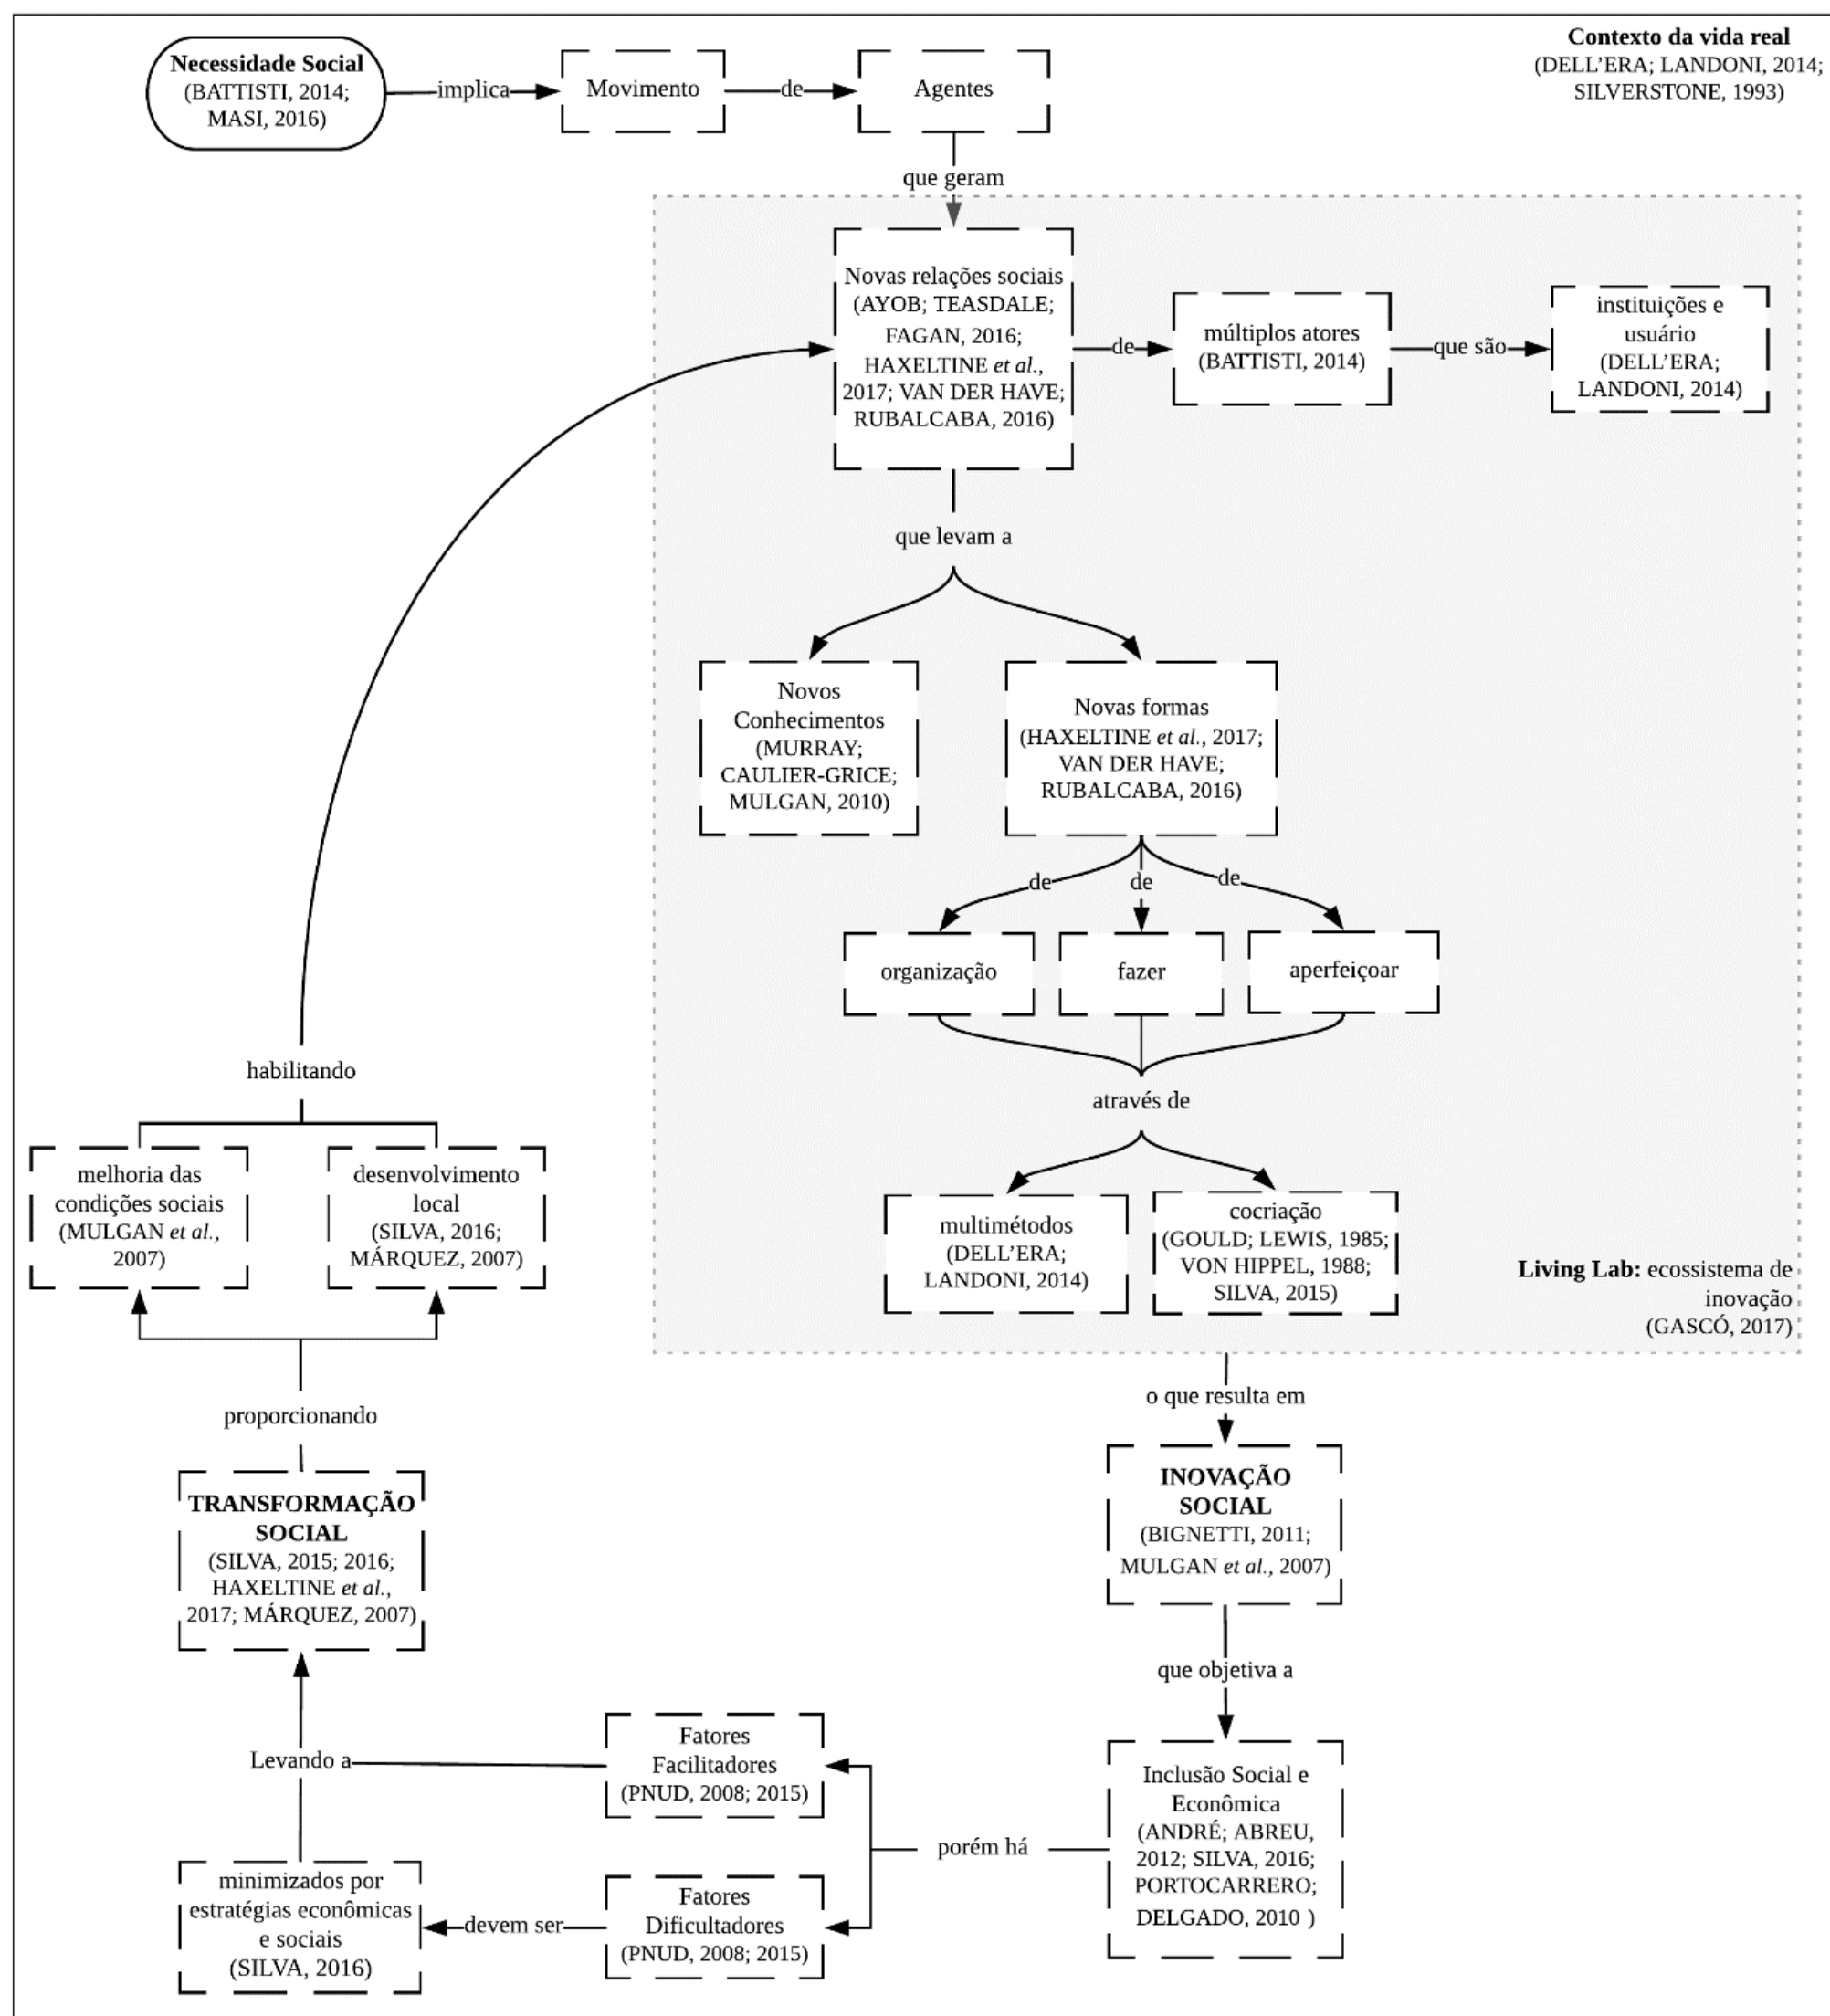 Necessidade Social
(BATTISTI, 2014;
MASI, 2016)
implica
Movimento
de
Agentes
Contexto da vida real
(DELL’ERA; LANDONI, 2014;
SILVERSTONE, 1993)
que geram
Novas relações sociais
(AYOB; TEASDALE;
FAGAN, 2016;
HAXELTINE et al.,
2017; VAN DER HAVE;
RUBALCABA, 2016)
de
múltiplos atores
(BATTISTI, 2014)
que são
instituições e
usuário
(DELL’ERA;
LANDONI, 2014)
que levam a
Novos
Conhecimentos
(MURRAY;
CAULIER-GRICE;
MULGAN, 2010)
Novas formas
(HAXELTINE et al., 2017;
VAN DER HAVE;
RUBALCABA, 2016)
de
de
de
organização
fazer
aperfeiçoar
através de
multimétodos
(DELL’ERA;
LANDONI, 2014)
cocriação
(GOULD; LEWIS, 1985;
VON HIPPEL, 1988;
SILVA, 2015)
Living Lab: ecossistema de
inovação
(GASCÓ, 2017)
o que resulta em
INOVAÇÃO
SOCIAL
(BIGNETTI, 2011;
MULGAN et al., 2007)
que objetiva a
Inclusão Social e
Econômica
(ANDRÉ; ABREU,
2012; SILVA, 2016;
PORTOCARRERO;
DELGADO, 2010 )
porém há
Fatores
Facilitadores
(PNUD, 2008; 2015)
Fatores
Dificultadores
(PNUD, 2008; 2015)
devem ser
minimizados por
estratégias econômicas
e sociais
(SILVA, 2016)
Levando a
TRANSFORMAÇÃO
SOCIAL
(SILVA, 2015; 2016;
HAXELTINE et al.,
2017; MÁRQUEZ, 2007)
proporcionando
melhoria das
condições sociais
(MULGAN et al.,
2007)
desenvolvimento
local
(SILVA, 2016;
MÁRQUEZ, 2007)
habilitando